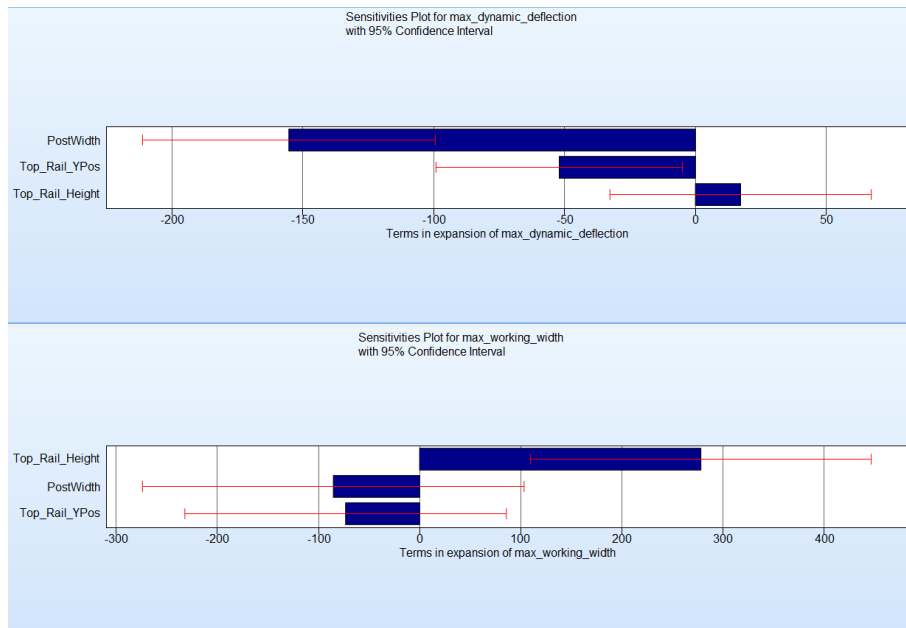 Sensitivities Plot for max_dynamic_deflection
with 95% Confidence Interval
PostWidth
Top_Rail_YPos
Top_Rail_Height
-200 -150 -100 -50 0 50
Terms in expansion of max_dynamic_deflection
Sensitivities Plot for max_working_width
with 95% Confidence Interval
Top_Rail_Height
PostWidth
Top_Rail_YPos
-300 -200 -100 0 100 200 300 400
Terms in expansion of max_working_width